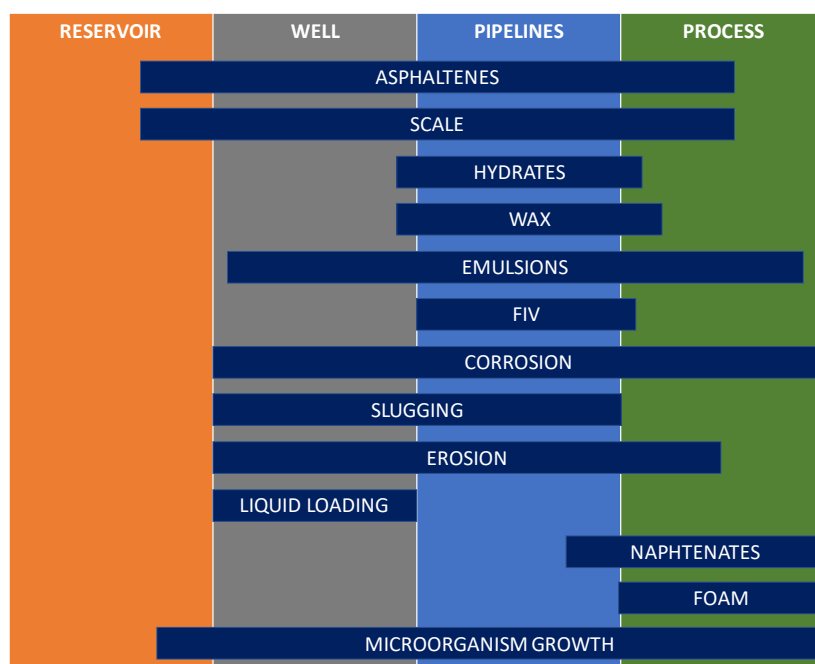 RESERVOIR WELL PIPELINES PROCESS
ASPHALTENES
SCALE
HYDRATES
WAX
EMULSIONS
FIV
CORROSION
SLUGGING
EROSION
LIQUID LOADING
NAPHTENATES
FOAM
MICROORGANISM GROWTH